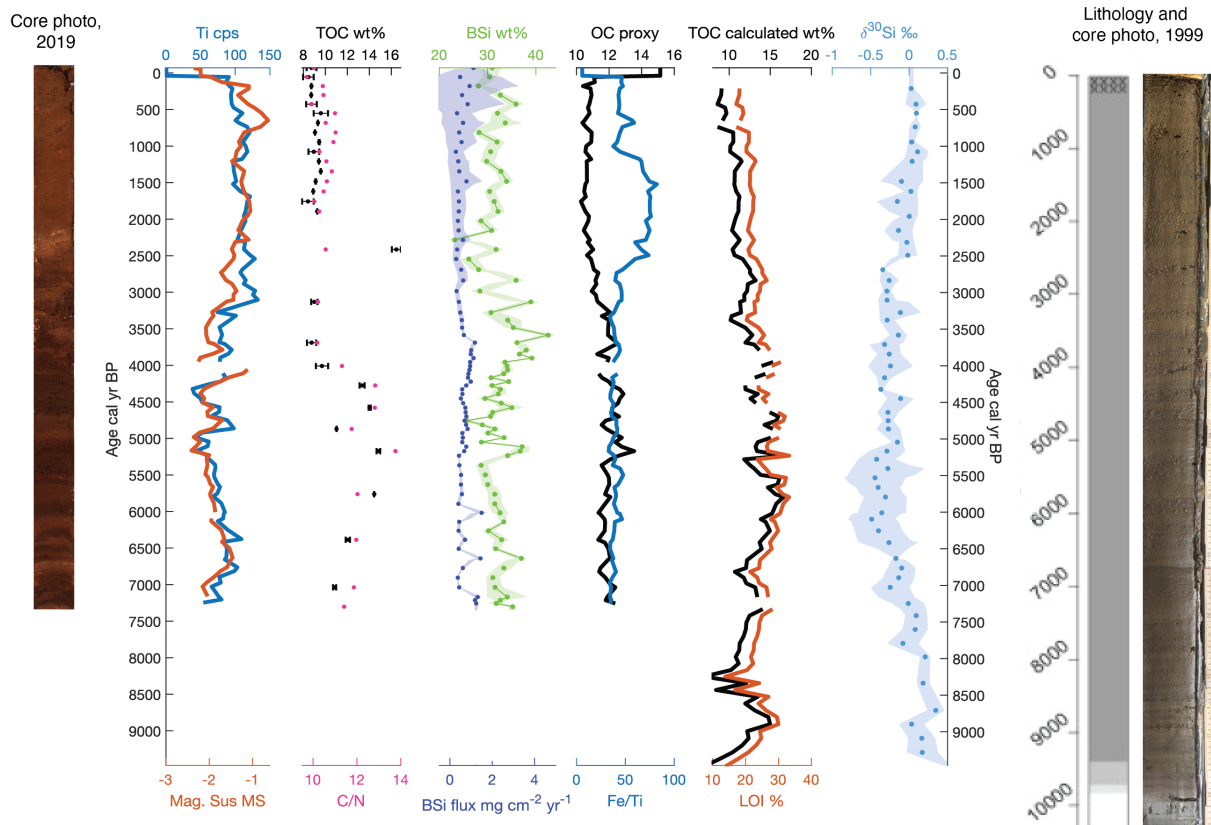 Core photo,
2019
Ti cps
TOC wt%
BSi wt%
OC proxy
TOC calculated wt%
δ30Si ‰
Lithology and
core photo, 1999
0 50 100 150
8 10 12 14 16
20 30 40
10 12 14 16
10 15 20
-1 -0.5 0 0.5
Age cal yr BP
0
500
1000
1500
2000
2500
3000
3500
4000
4500
5000
5500
6000
6500
7000
7500
8000
8500
9000
0
500
1000
1500
2000
2500
3000
3500
4000
4500
5000
5500
6000
6500
7000
7500
8000
8500
9000
Age cal yr BP
0
1000
2000
3000
4000
5000
6000
7000
8000
9000
10000
-3 -2 -1
10 12 14
0 2 4
0 50 100
10 20 30 40
Mag. Sus MS
C/N
BSi flux mg cm-2 yr-1
Fe/Ti
LOI %